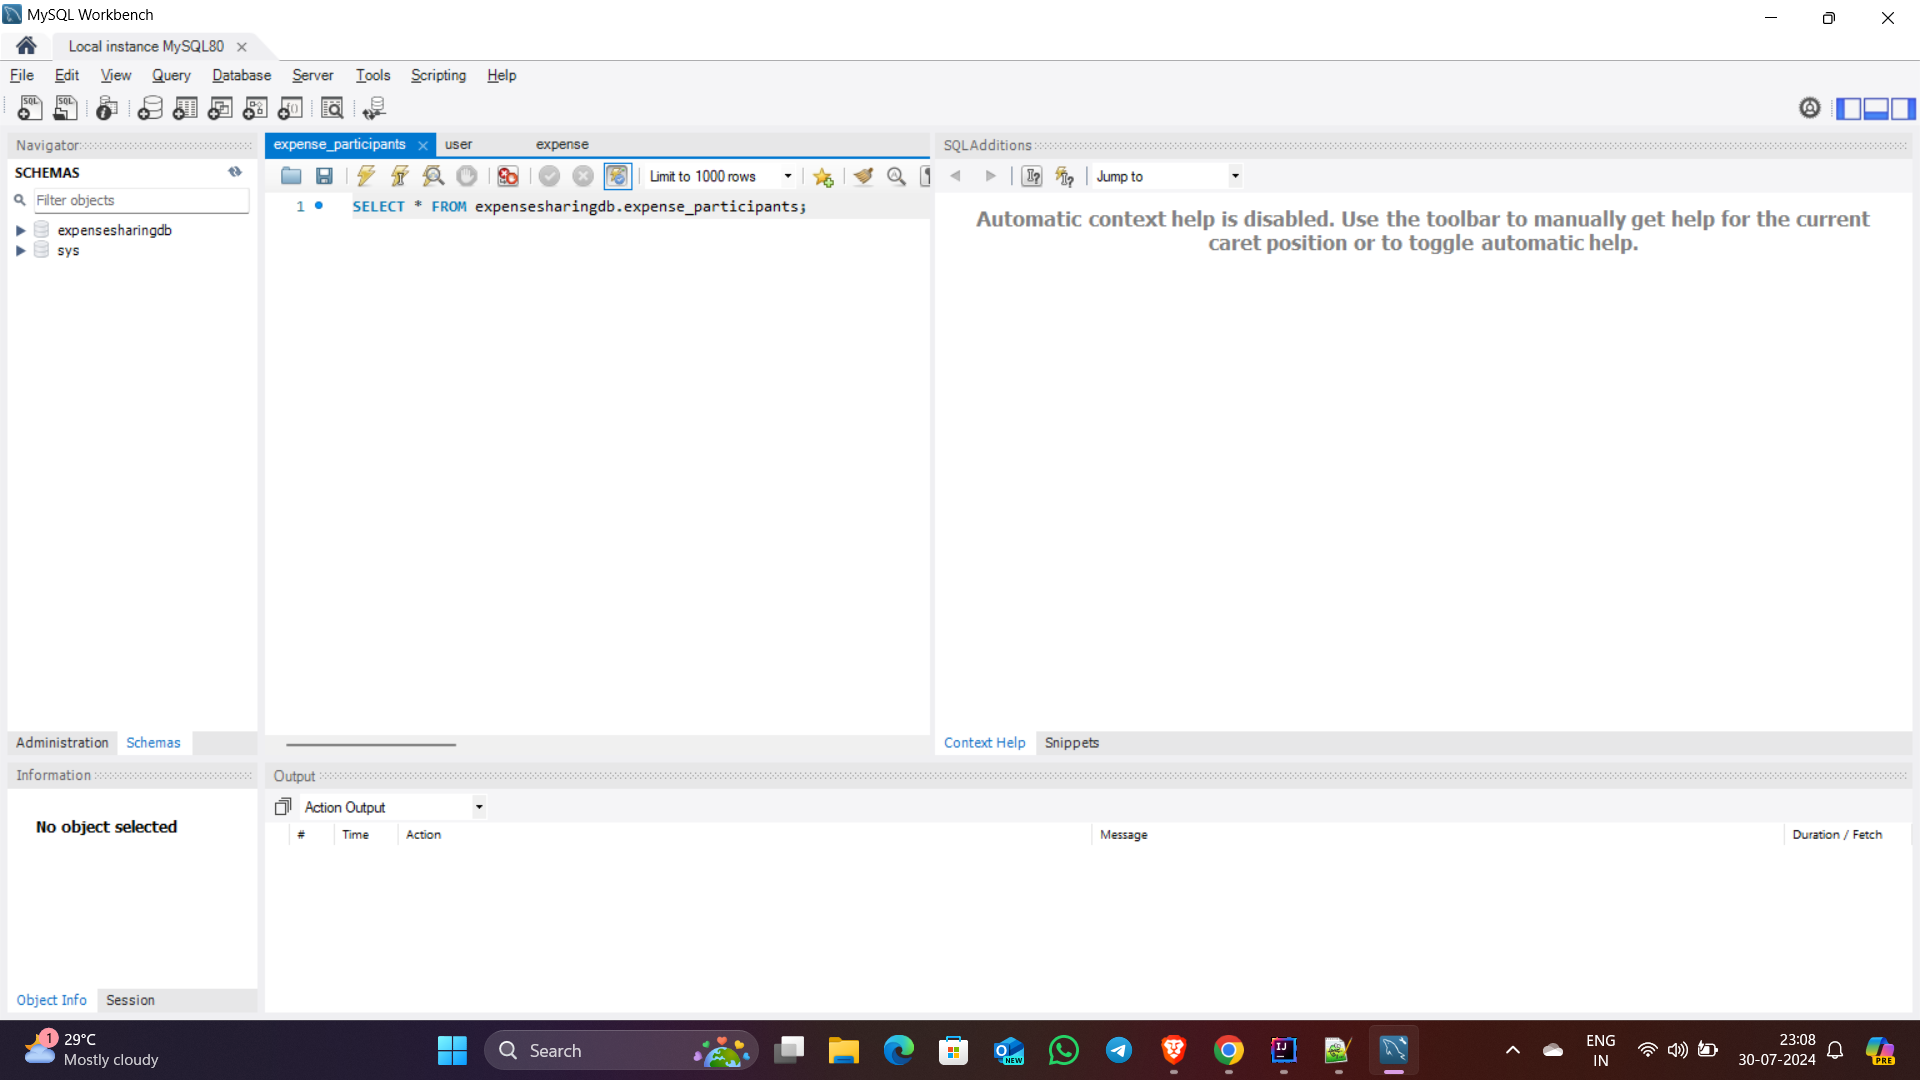 MySQL Workbench
Local instance MySQL80
File Edit View Query Database Server Tools Scripting Help
Navigator
SCHEMAS
Filter objects
expensesharingdb
sys
Administration Schemas
Information
No object selected
Object Info Session
expense_participants user expense
Limit to 1000 rows
1 SELECT * FROM expensesharingdb.expense_participants;
SQLAdditions
Jump to
Automatic context help is disabled. Use the toolbar to manually get help for the current
caret position or to toggle automatic help.
Context Help Snippets
Output
Action Output
# Time Action Message Duration / Fetch
1
29°C
Mostly cloudy
Search
NEW
ENG
IN
23:08
30-07-2024
PRE